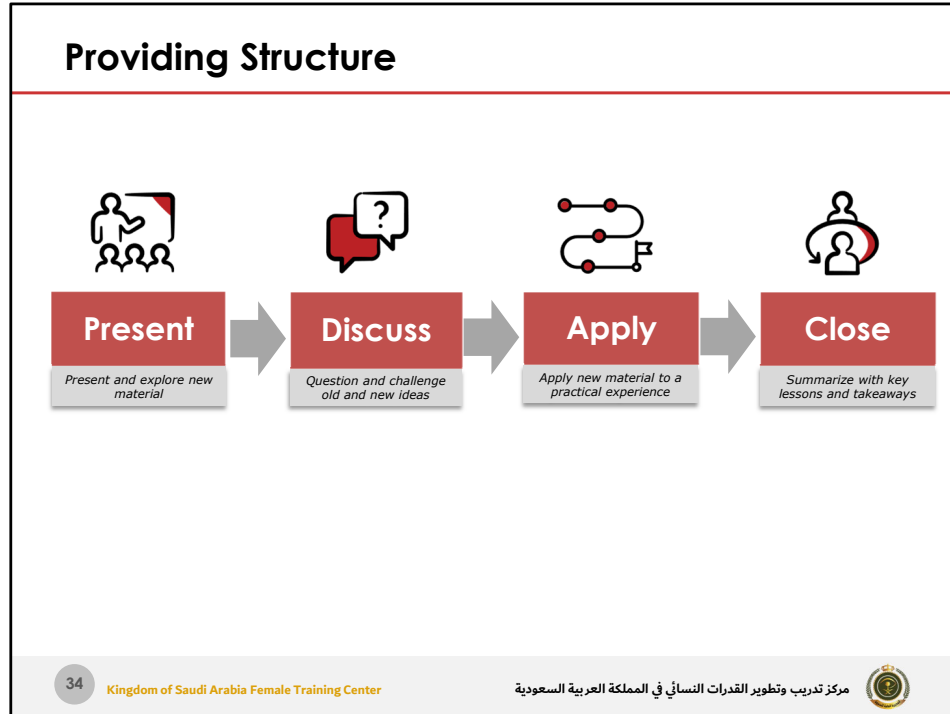 Providing Structure
?
Present
Present and explore new
material
Discuss
Question and challenge
old and new ideas
Apply
Apply new material to a
practical experience
Close
Summarize with key
lessons and takeaways
34
Kingdom of Saudi Arabia Female Training Center
مركز تدريب وتطوير القدرات النسائي في المملكة العربية السعودية